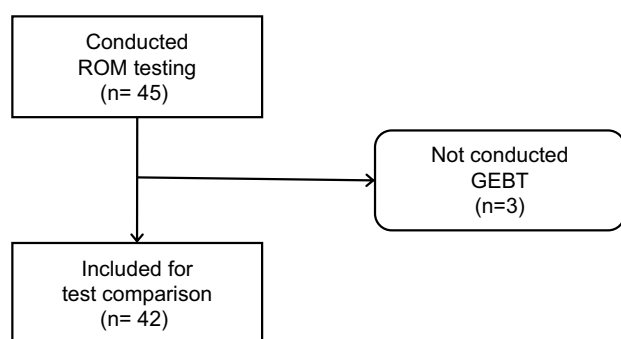 Conducted
ROM testing
(n= 45)
Not conducted
GEBT
(n=3)
Included for
test comparison
(n= 42)